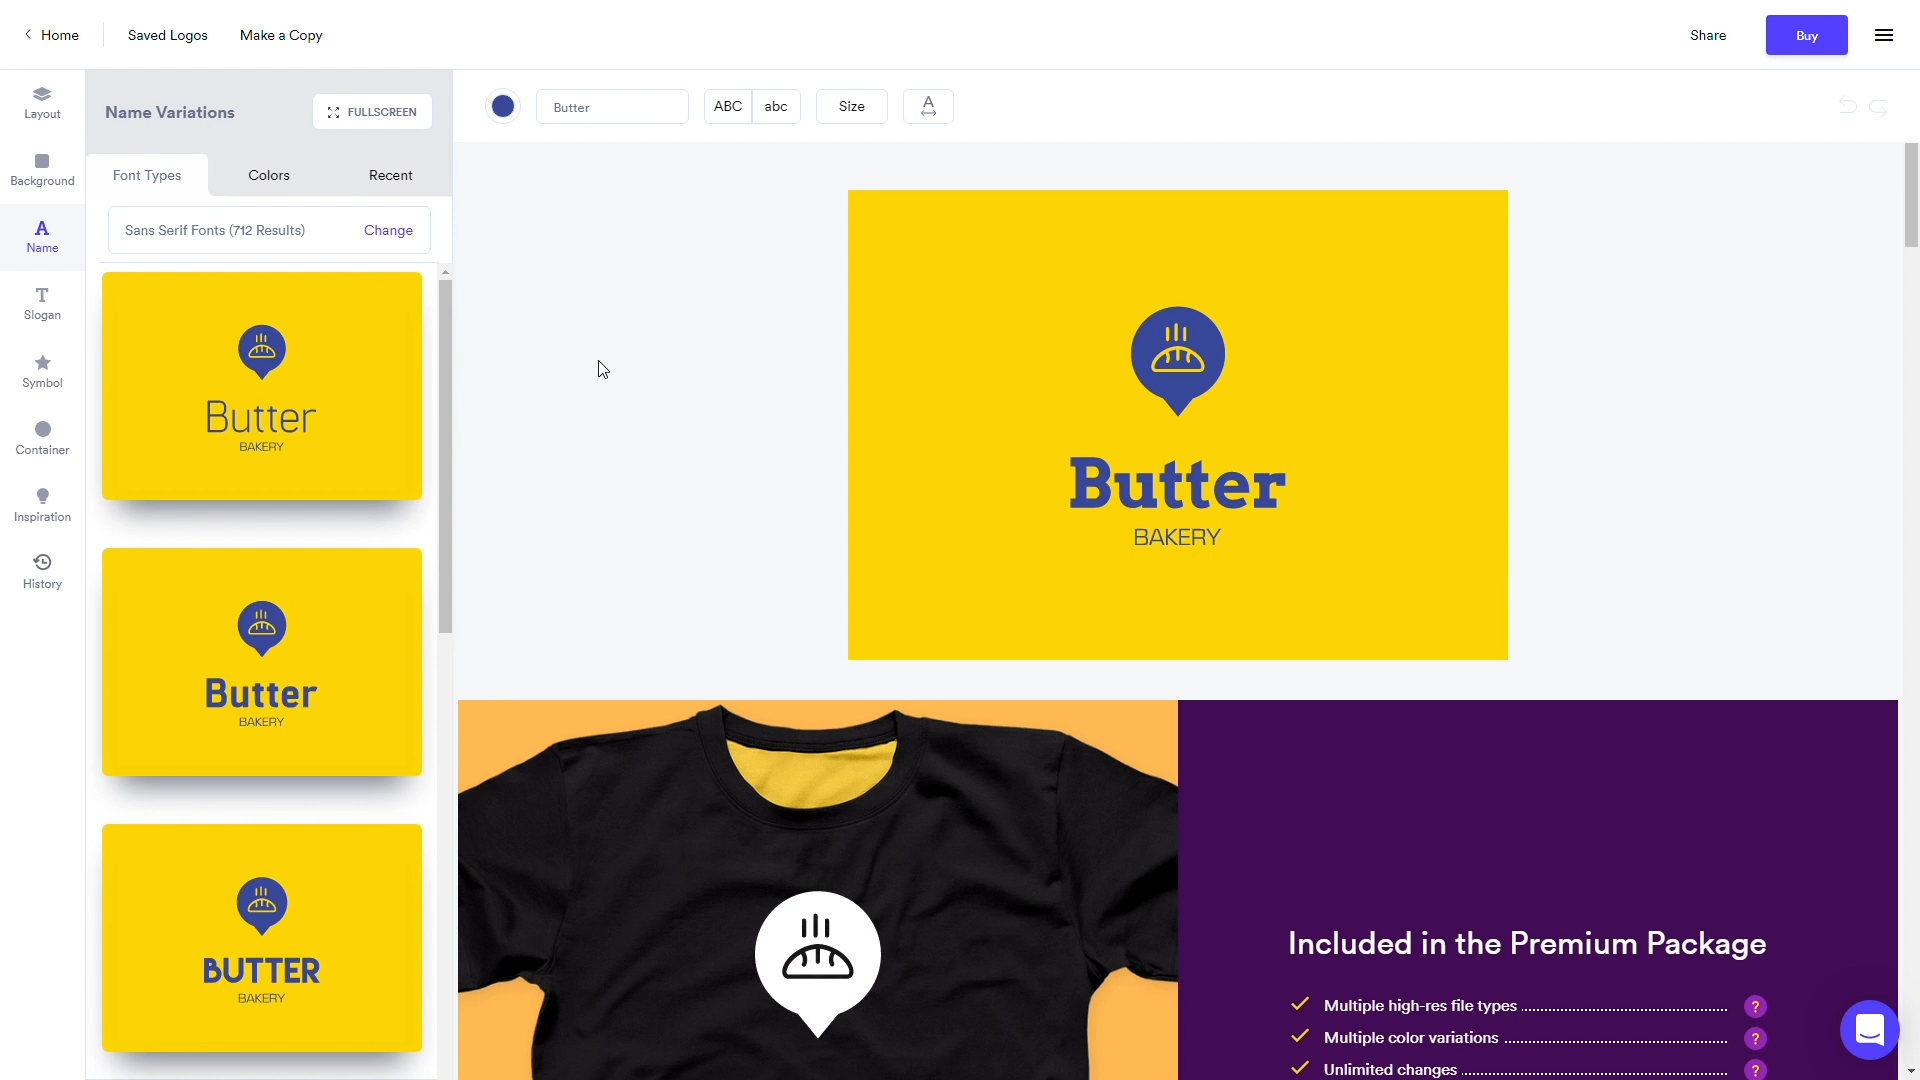 Home
Saved Logos
Make a Copy
Share
Buy
Layout
Background
A
Name
T
Slogan
Symbol
Container
Inspiration
History
Name Variations
FULLSCREEN
Font Types
Colors
Recent
Sans Serif Fonts (712 Results)
Change
Butter
BAKERY
Butter
BAKERY
BUTTER
BAKERY
Butter
ABC
abc
Size
A
Butter
BAKERY
Included in the Premium Package
Multiple high-res file types ?
Multiple color variations ?
Unlimited changes ?